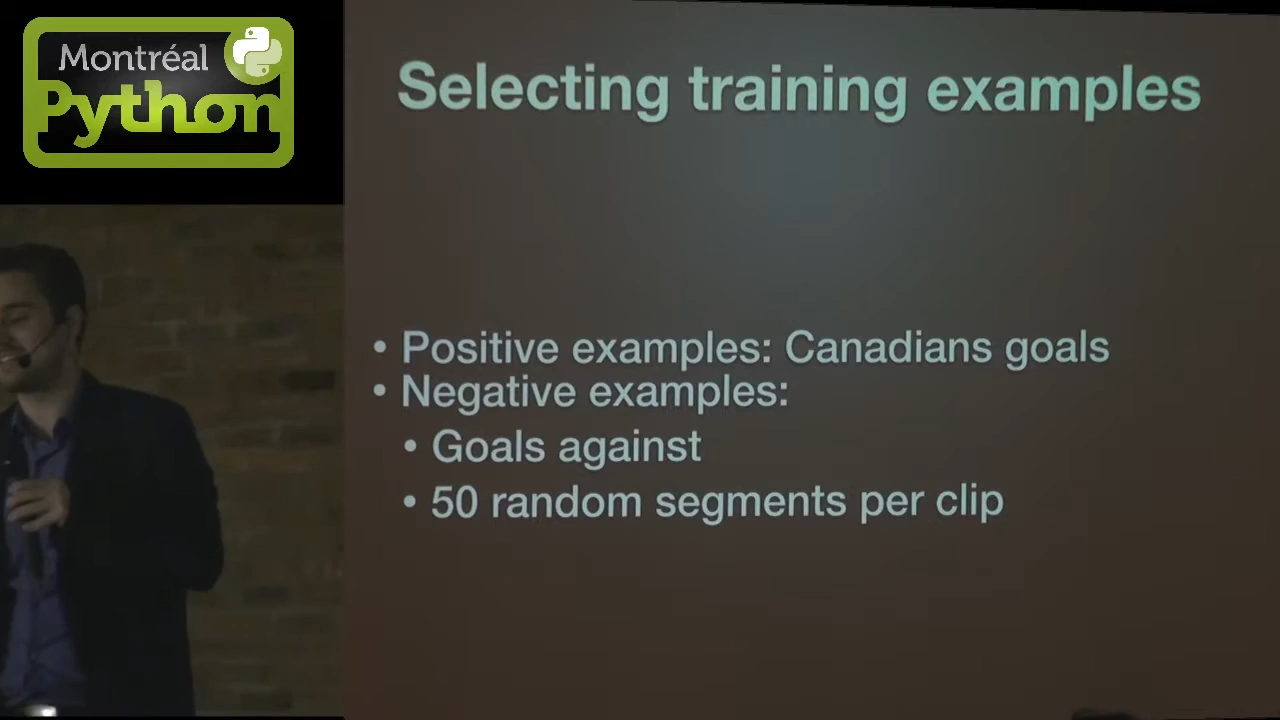 Montréal
Python
Selecting training examples
• Positive examples: Canadians goals
• Negative examples:
• Goals against
• 50 random segments per clip